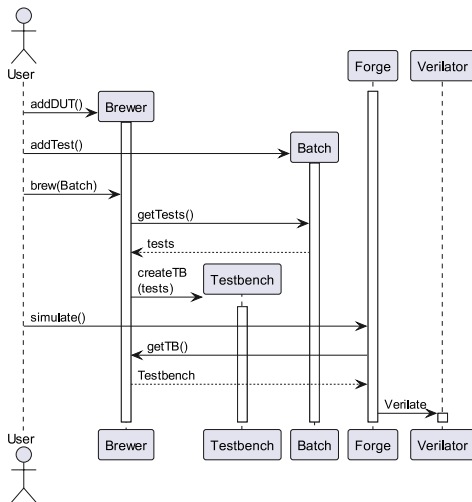 User
Forge
Verilator
addDUT()
Brewer
addTest()
Batch
brew(Batch)
getTests()
tests
createTB
(tests)
Testbench
simulate()
getTB()
Testbench
Verilate
User
Brewer
Testbench
Batch
Forge
Verilator